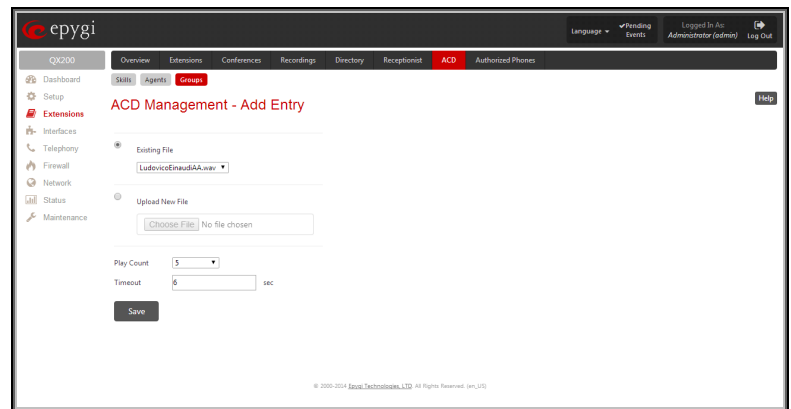 epygi
Language
Pending Events
Logged In As:
Administrator (admin)
Log Out
QX200
Overview Extensions Conferences Recordings Directory Receptionist ACD Authorized Phones
Dashboard
Setup
Extensions
Interfaces
Telephony
Firewall
Network
Status
Maintenance
Skills Agents Groups
Help
ACD Management - Add Entry
Existing File
LudovicoEinaudiAA.wav
Upload New File
Choose File No file chosen
Play Count 5
Timeout 6 sec
Save
© 2000-2014 Epygi Technologies, LTD. All Rights Reserved. (en_US)